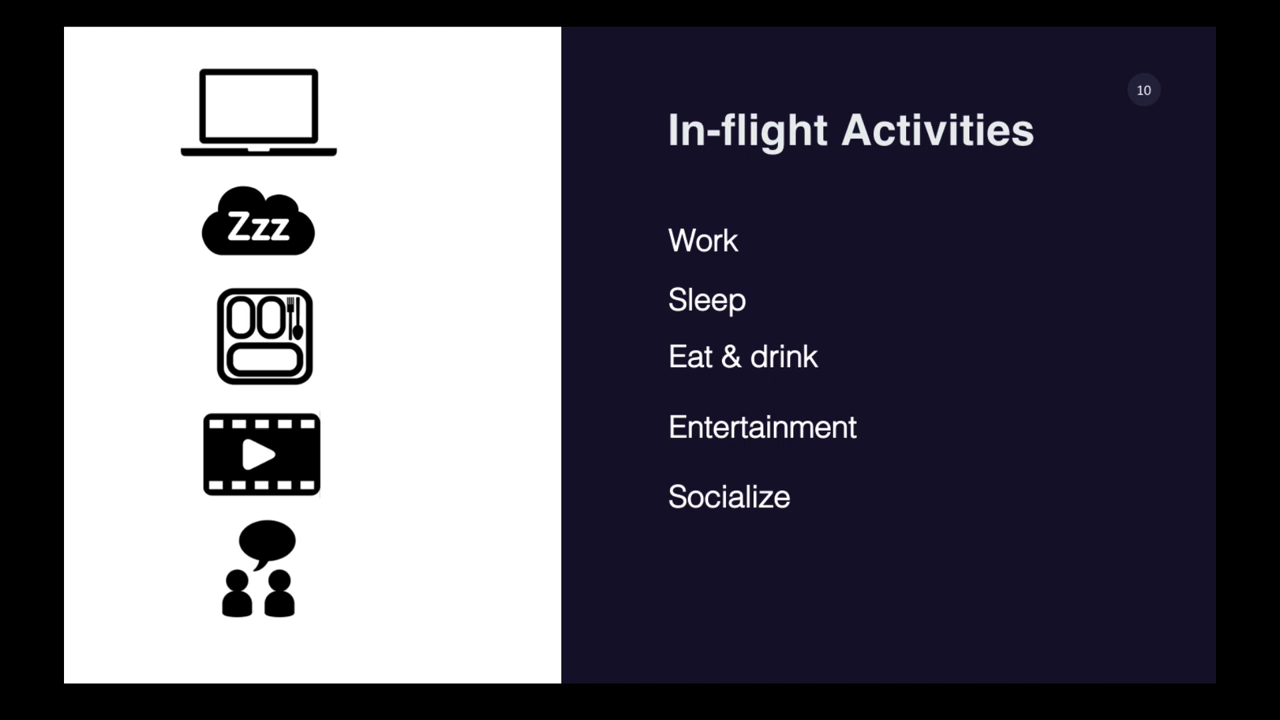 Zzz
10
In-flight Activities
Work
Sleep
Eat & drink
Entertainment
Socialize